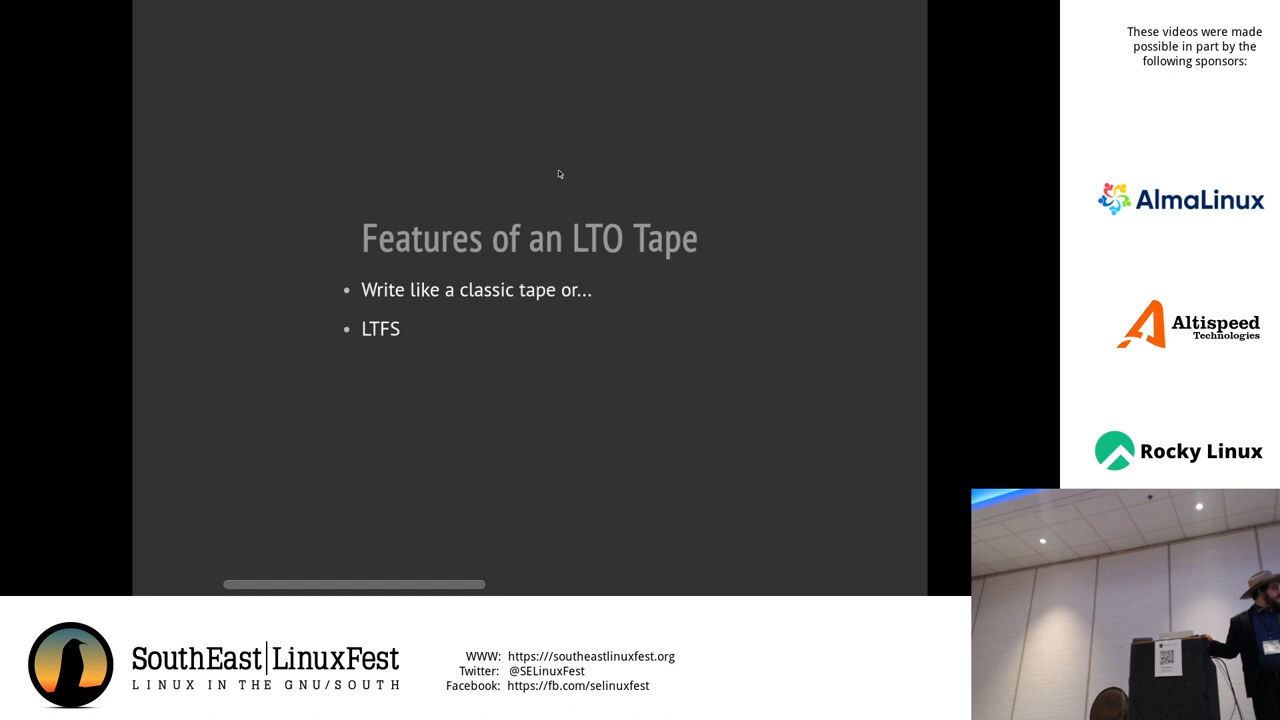 These videos were made
possible in part by the
following sponsors:
Features of an LTO Tape
• Write like a classic tape or...
• LTFS
AlmaLinux
Altispeed
Technologies
Rocky Linux
SouthEast|LinuxFest
LINUX IN THE GNU/SOUTH
WWW: https:///southeastlinuxfest.org
Twitter: @SELinuxFest
Facebook: https://fb.com/selinuxfest